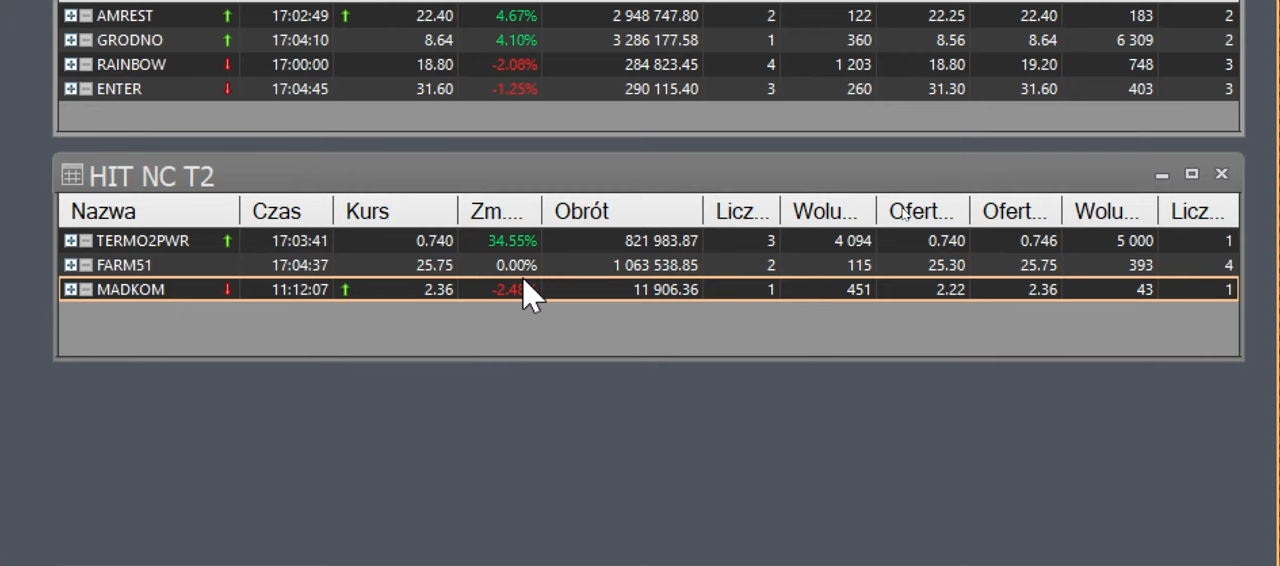 AMREST 17:02:49 22.40 4.67% 2 948 747.80 2 122 22.25 22.40 183 2
GRODNO 17:04:10 8.64 4.10% 3 286 177.58 1 360 8.56 8.64 6 309 2
RAINBOW 17:00:00 18.80 -2.08% 284 823.45 4 1 203 18.80 19.20 748 3
ENTER 17:04:45 31.60 -1.25% 290 115.40 3 260 31.30 31.60 403 3
HIT NC T2
Nazwa Czas Kurs Zm.... Obrót Licz... Wolu... Ofert... Ofert... Wolu... Licz...
TERMO2PWR 17:03:41 0.740 34.55% 821 983.87 3 4 094 0.740 0.746 5 000 1
FARM51 17:04:37 25.75 0.00% 1 063 538.85 2 115 25.30 25.75 393 4
MADKOM 11:12:07 2.36 11 906.36 1 451 2.22 2.36 43 1